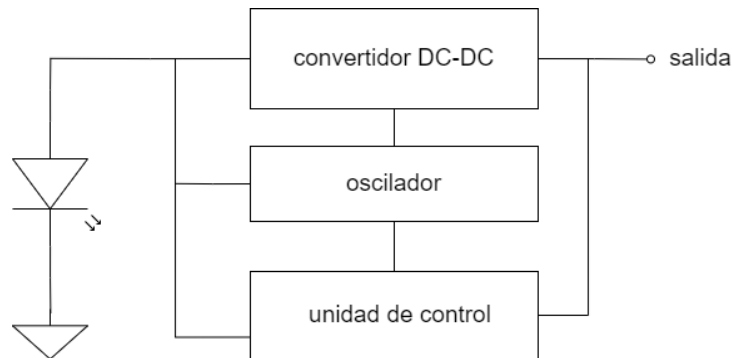 convertidor DC-DC
salida
oscilador
unidad de control